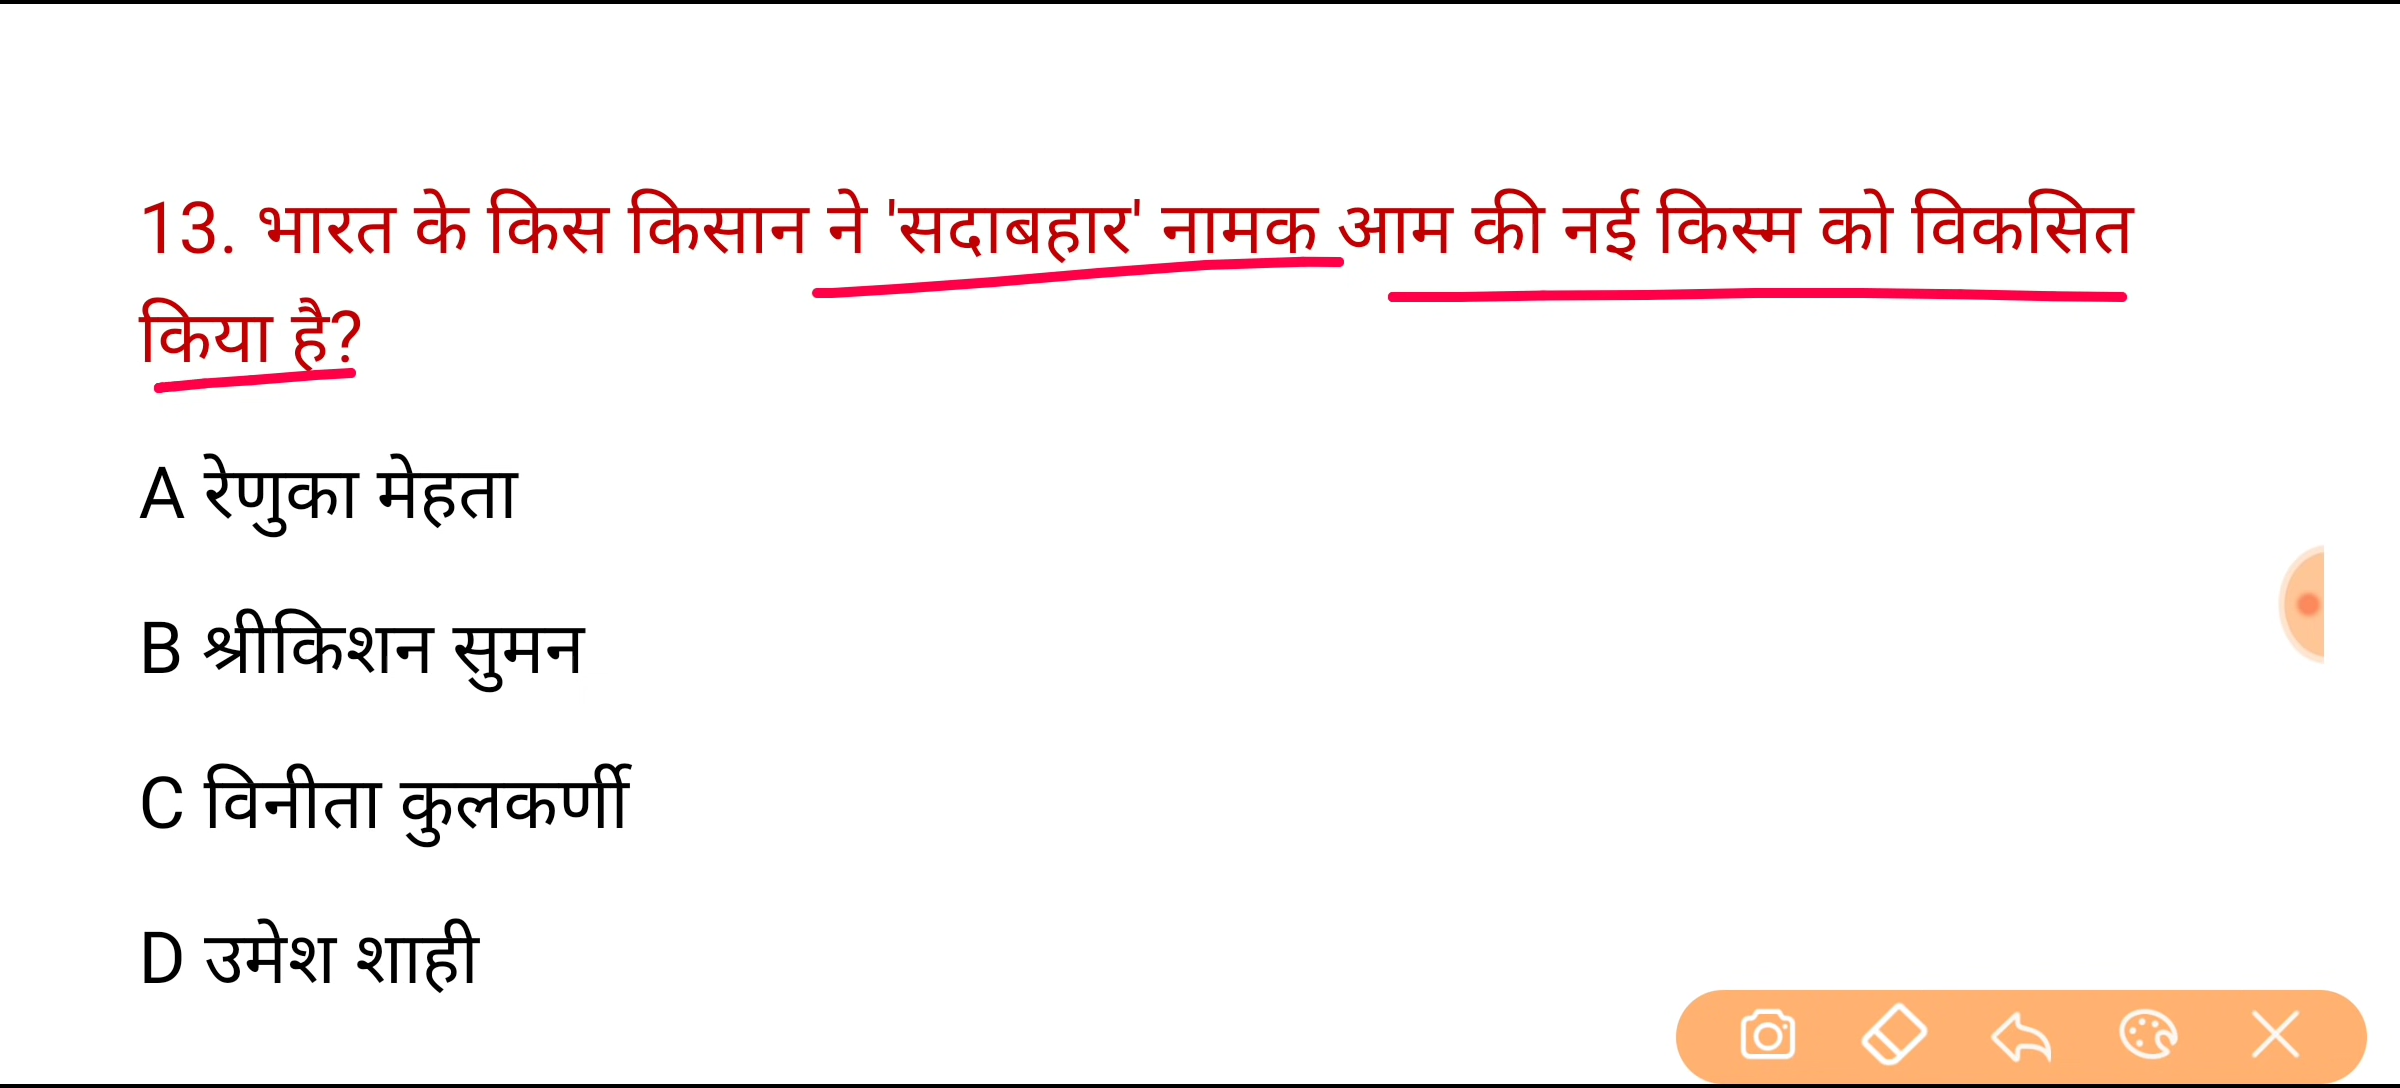 13. भारत के किस किसान ने 'सदाबहार' नामक आम की नई किस्म को विकसित
किया है?
A रेणुका मेहता
B श्रीकिशन सुमन
C विनीता कुलकर्णी
D उमेश शाही